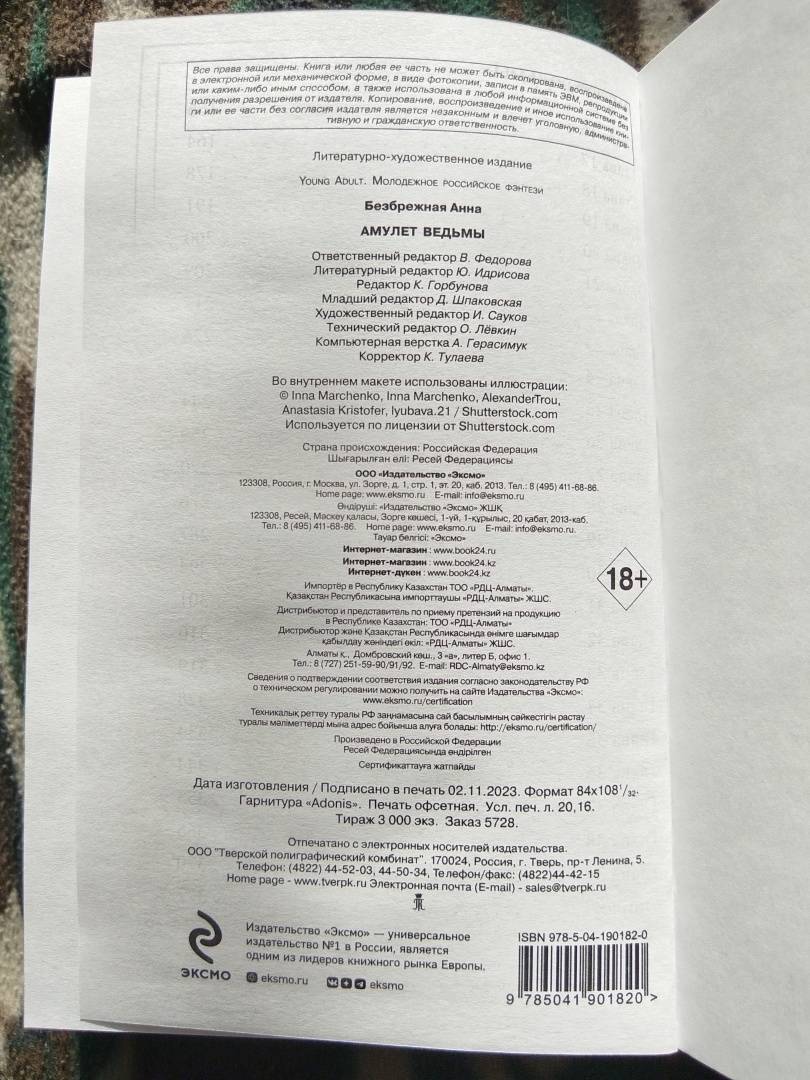 Все права защищены. Книга или любая ее часть не может быть скопирована, воспроизведена
в электронной или механической форме, в виде фотокопии, записи в память ЭВМ, репродукции
или каким-либо иным способом, а также использована в любой информационной системе без
получения разрешения от издателя. Копирование, воспроизведение и иное использование кни-
ги или ее части без согласия издателя является незаконным и влечет уголовную, администра-
тивную и гражданскую ответственность.
Литературно-художественное издание
Young Adult. Молодежное российское фэнтези
Безбрежная Анна
АМУЛЕТ ВЕДЬМЫ
Ответственный редактор В. Федорова
Литературный редактор Ю. Идрисова
Редактор К. Горбунова
Младший редактор Д. Шпаковская
Художественный редактор И. Сауков
Технический редактор О. Лёвкин
Компьютерная верстка А. Герасимук
Корректор К. Тулаева
Во внутреннем макете использованы иллюстрации:
© Inna Marchenko, Inna Marchenko, AlexanderTrou,
Anastasia Kristofer, lyubava.21 / Shutterstock.com
Используется по лицензии от Shutterstock.com
Страна происхождения: Российская Федерация
Шығарылған елі: Ресей Федерациясы
ООО «Издательство «Эксмо»
123308, Россия, г. Москва, ул. Зорге, д. 1, стр. 1, эт. 20, каб. 2013. Тел.: 8 (495) 411-68-86.
Home page: www.eksmo.ru E-mail: info@eksmo.ru
Өндіруші: «Издательство «Эксмо» ЖШҚ
123308, Ресей, Мәскеу қаласы, Зорге көшесі, 1-үй, 1-құрылыс, 20 қабат, 2013-каб.
Тел.: 8 (495) 411-68-86. Home page: www.eksmo.ru E-mail: info@eksmo.ru.
Тауар белгісі: «Эксмо»
Интернет-магазин : www.book24.ru
Интернет-магазин : www.book24.kz
Интернет-дүкен : www.book24.kz
Импортёр в Республику Казахстан ТОО «РДЦ-Алматы».
Қазақстан Республикасына импорттаушы «РДЦ-Алматы» ЖШС.
Дистрибьютор и представитель по приему претензий на продукцию
в Республике Казахстан: ТОО «РДЦ-Алматы»
Дистрибьютор және Қазақстан Республикасында өнімге шағымдар
қабылдау жөніндегі өкіл: «РДЦ-Алматы» ЖШС.
Алматы қ., Домбровский көш., 3 «а», литер Б, офис 1.
Тел.: 8 (727) 251-59-90/91/92. E-mail: RDC-Almaty@eksmo.kz
18+
Сведения о подтверждении соответствия издания согласно законодательству РФ
о техническом регулировании можно получить на сайте Издательства «Эксмо»:
www.eksmo.ru/certification
Техникалық реттеу туралы РФ заңнамасына сай басылымның сәйкестігін растау
туралы мәліметтерді мына адрес бойынша алуға болады: http://eksmo.ru/certification/
Произведено в Российской Федерации
Ресей Федерациясында өндірілген
Сертификаттауға жатпайды
Дата изготовления / Подписано в печать 02.11.2023. Формат 84x108 1/32.
Гарнитура «Adonis». Печать офсетная. Усл. печ. л. 20,16.
Тираж 3 000 экз. Заказ 5728.
Отпечатано с электронных носителей издательства.
ООО "Тверской полиграфический комбинат". 170024, Россия, г. Тверь, пр-т Ленина, 5.
Телефон: (4822) 44-52-03, 44-50-34, Телефон/факс: (4822)44-42-15
Home page - www.tverpk.ru Электронная почта (E-mail) - sales@tverpk.ru
ЭКСМО
Издательство «Эксмо» — универсальное
издательство №1 в России, является
одним из лидеров книжного рынка Европы.
eksmo.ru eksmo
ISBN 978-5-04-190182-0
9 785041 901820 >